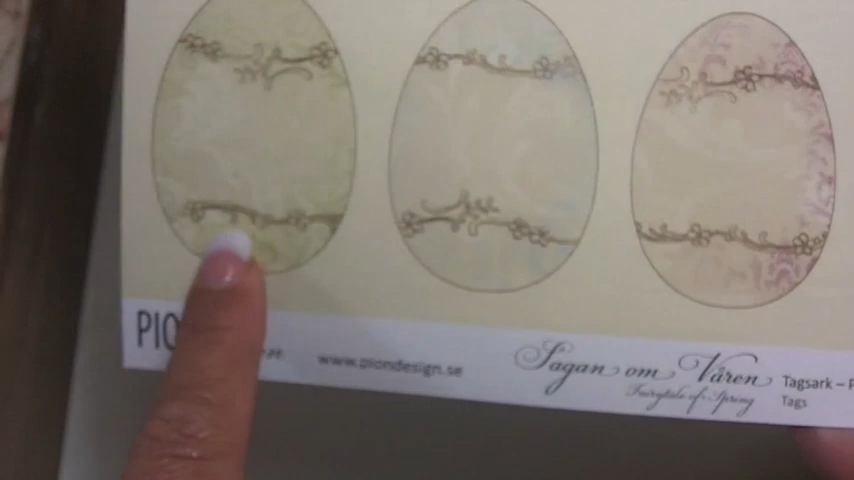 PIO
www.piondesign.se
Sagan om Våren
Fairytale of Spring
Tagsark – P
Tags